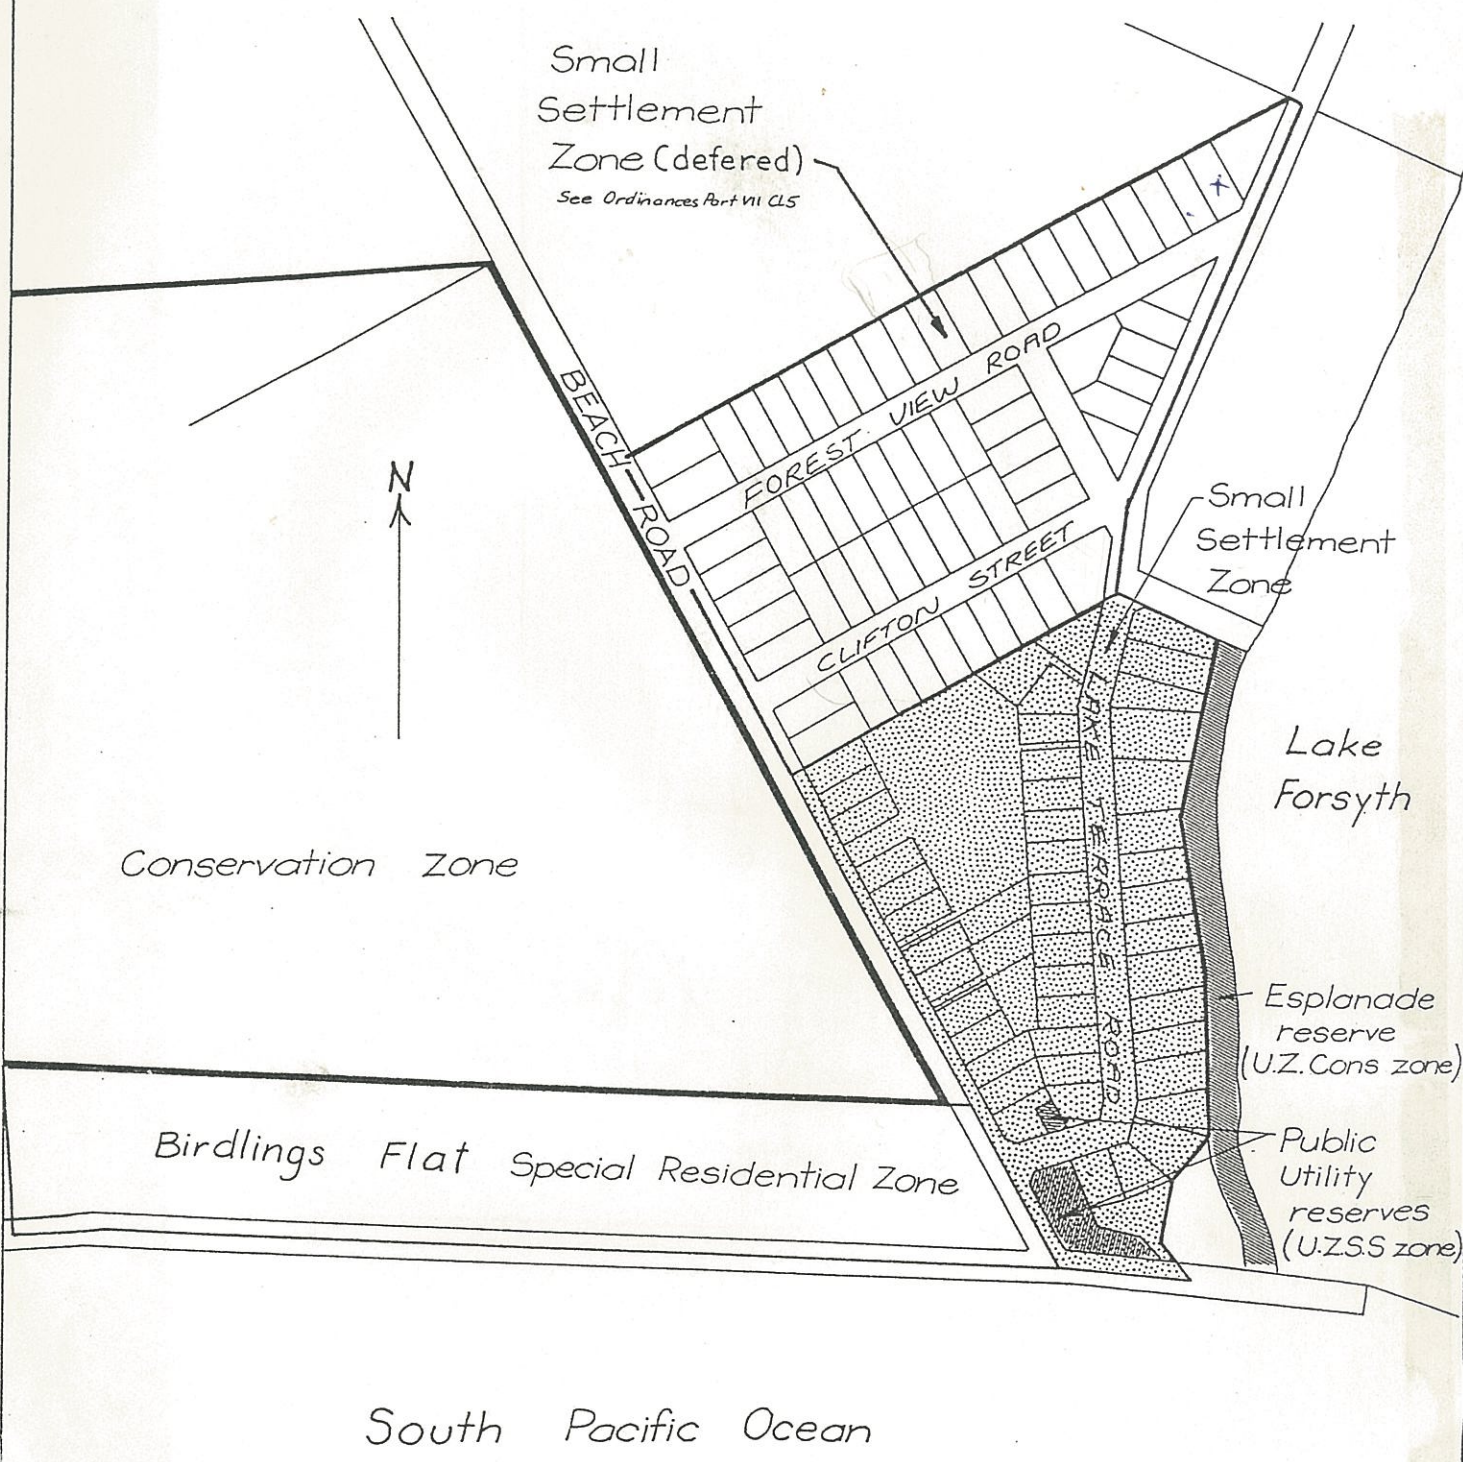 Small
Settlement
Zone (defered)
See Ordinances Part VII CL5
BEACH ROAD
FOREST VIEW ROAD
CLIFTON STREET
N
Small
Settlement
Zone
LAKE TERRACE ROAD
Lake
Forsyth
Conservation Zone
Esplanade
reserve
(U.Z. Cons zone)
Birdlings Flat Special Residential Zone
Public
Utility
reserves
(U.Z.S.S zone)
South Pacific Ocean